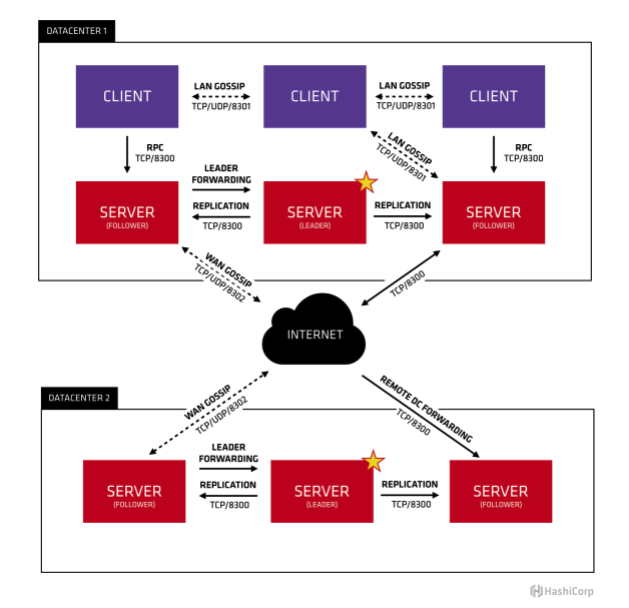 DATACENTER 1
CLIENT
LAN GOSSIP
TCP/UDP/8301
CLIENT
LAN GOSSIP
TCP/UDP/8301
CLIENT
RPC
TCP/8300
LAN GOSSIP
TCP/UDP/8301
RPC
TCP/8300
SERVER
(FOLLOWER)
LEADER
FORWARDING
REPLICATION
TCP/8300
SERVER
(LEADER)
REPLICATION
TCP/8300
SERVER
(FOLLOWER)
WAN GOSSIP
TCP/UDP/8302
TCP/8300
INTERNET
DATACENTER 2
WAN GOSSIP
TCP/UDP/8302
REMOTE DC FORWARDING
TCP/8300
SERVER
(FOLLOWER)
LEADER
FORWARDING
REPLICATION
TCP/8300
SERVER
(LEADER)
REPLICATION
TCP/8300
SERVER
(FOLLOWER)
HashiCorp